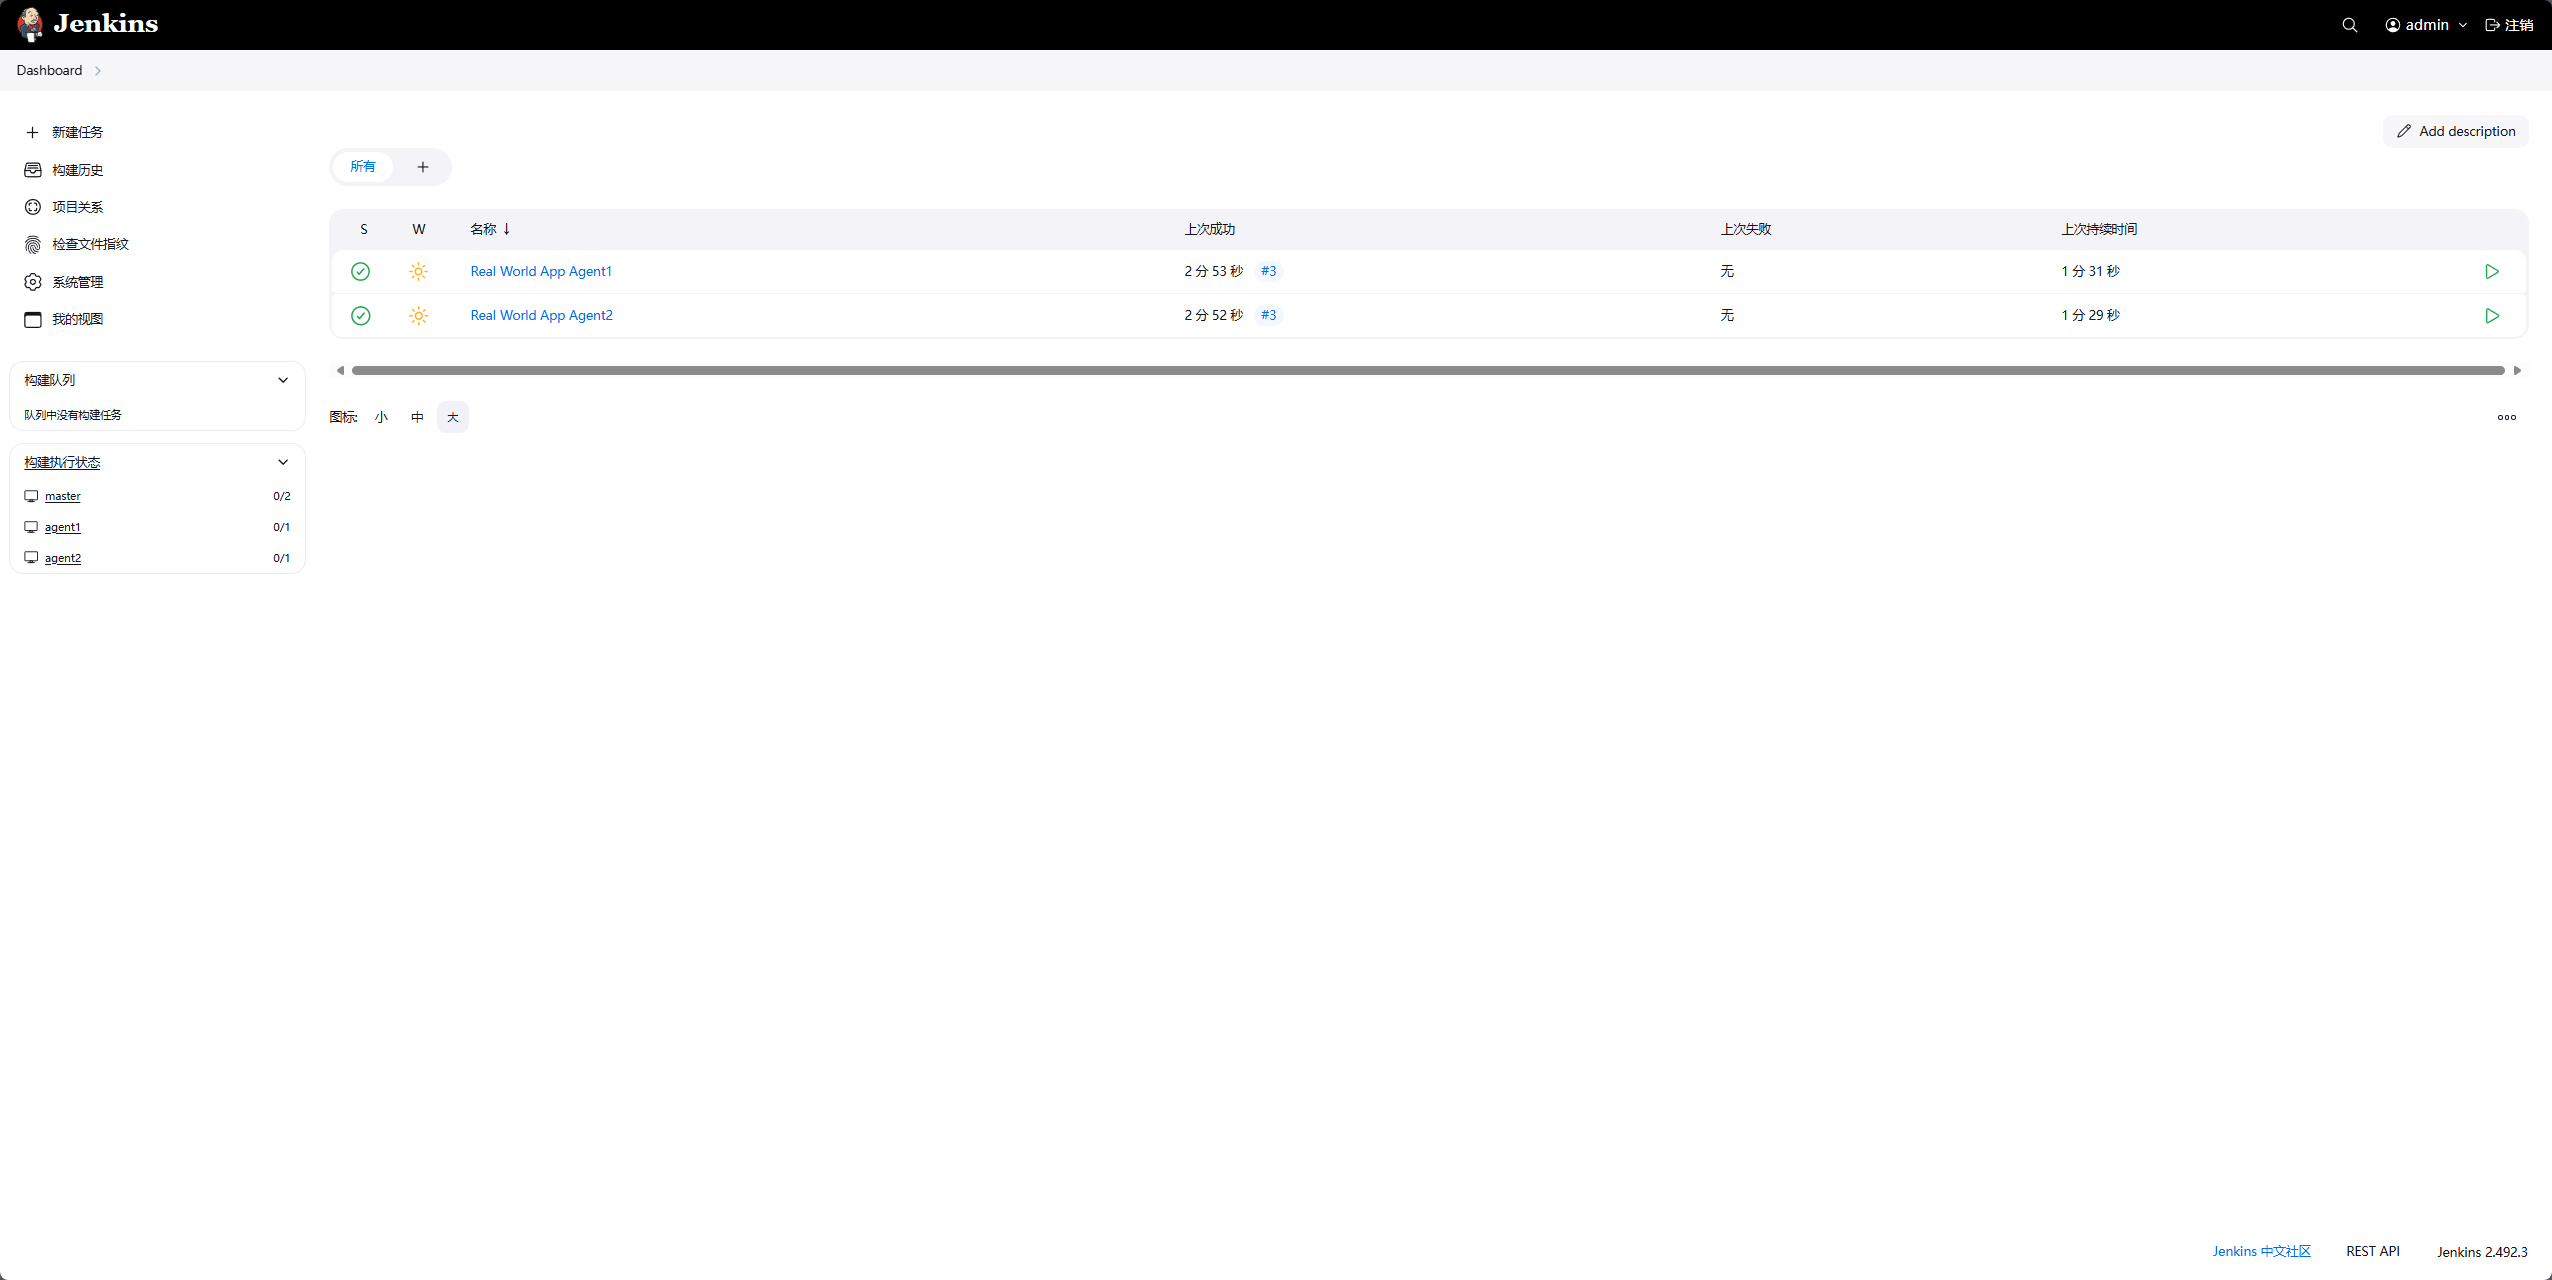 Jenkins
admin
注销
Dashboard
新建任务
构建历史
项目关系
检查文件指纹
系统管理
我的视图
构建队列
队列中没有构建任务
构建执行状态
master 0/2
agent1 0/1
agent2 0/1
Add description
所有
S W 名称 ↓ 上次成功 上次失败 上次持续时间
Real World App Agent1 2 分 53 秒 #3 无 1 分 31 秒
Real World App Agent2 2 分 52 秒 #3 无 1 分 29 秒
图标: 小 中 大
Jenkins 中文社区 REST API Jenkins 2.492.3